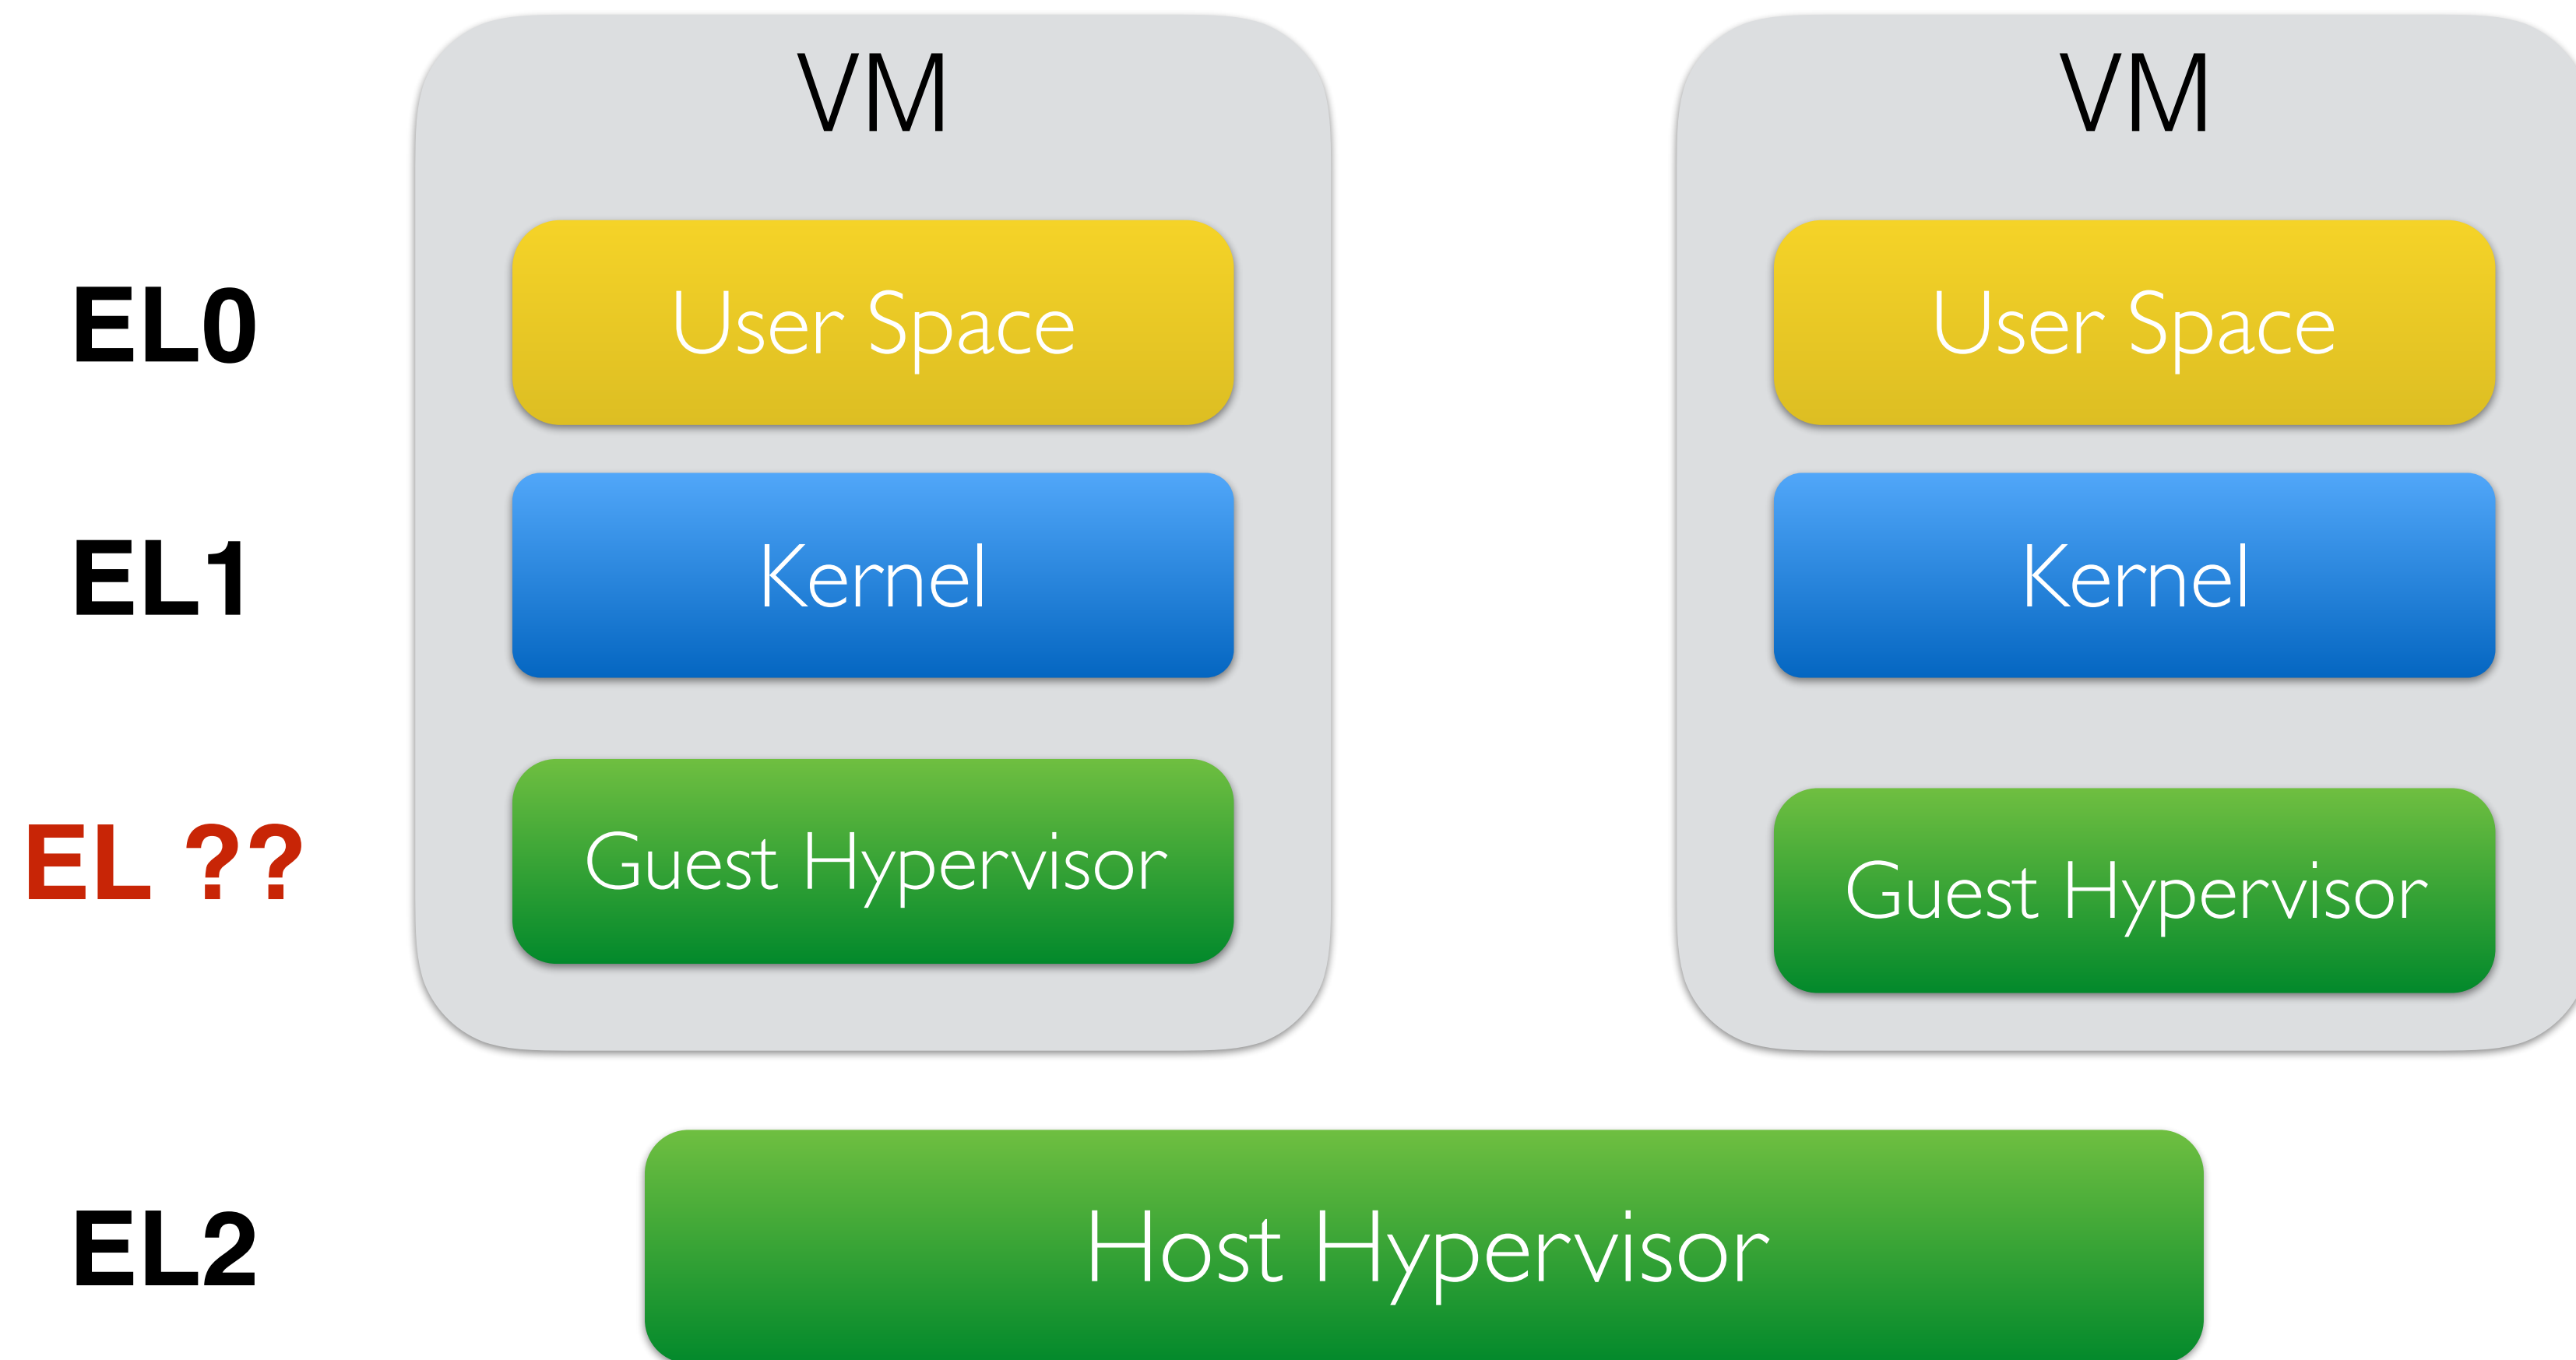 VM VM
EL0 User Space User Space
EL1 Kernel Kernel
EL ?? Guest Hypervisor Guest Hypervisor
EL2 Host Hypervisor